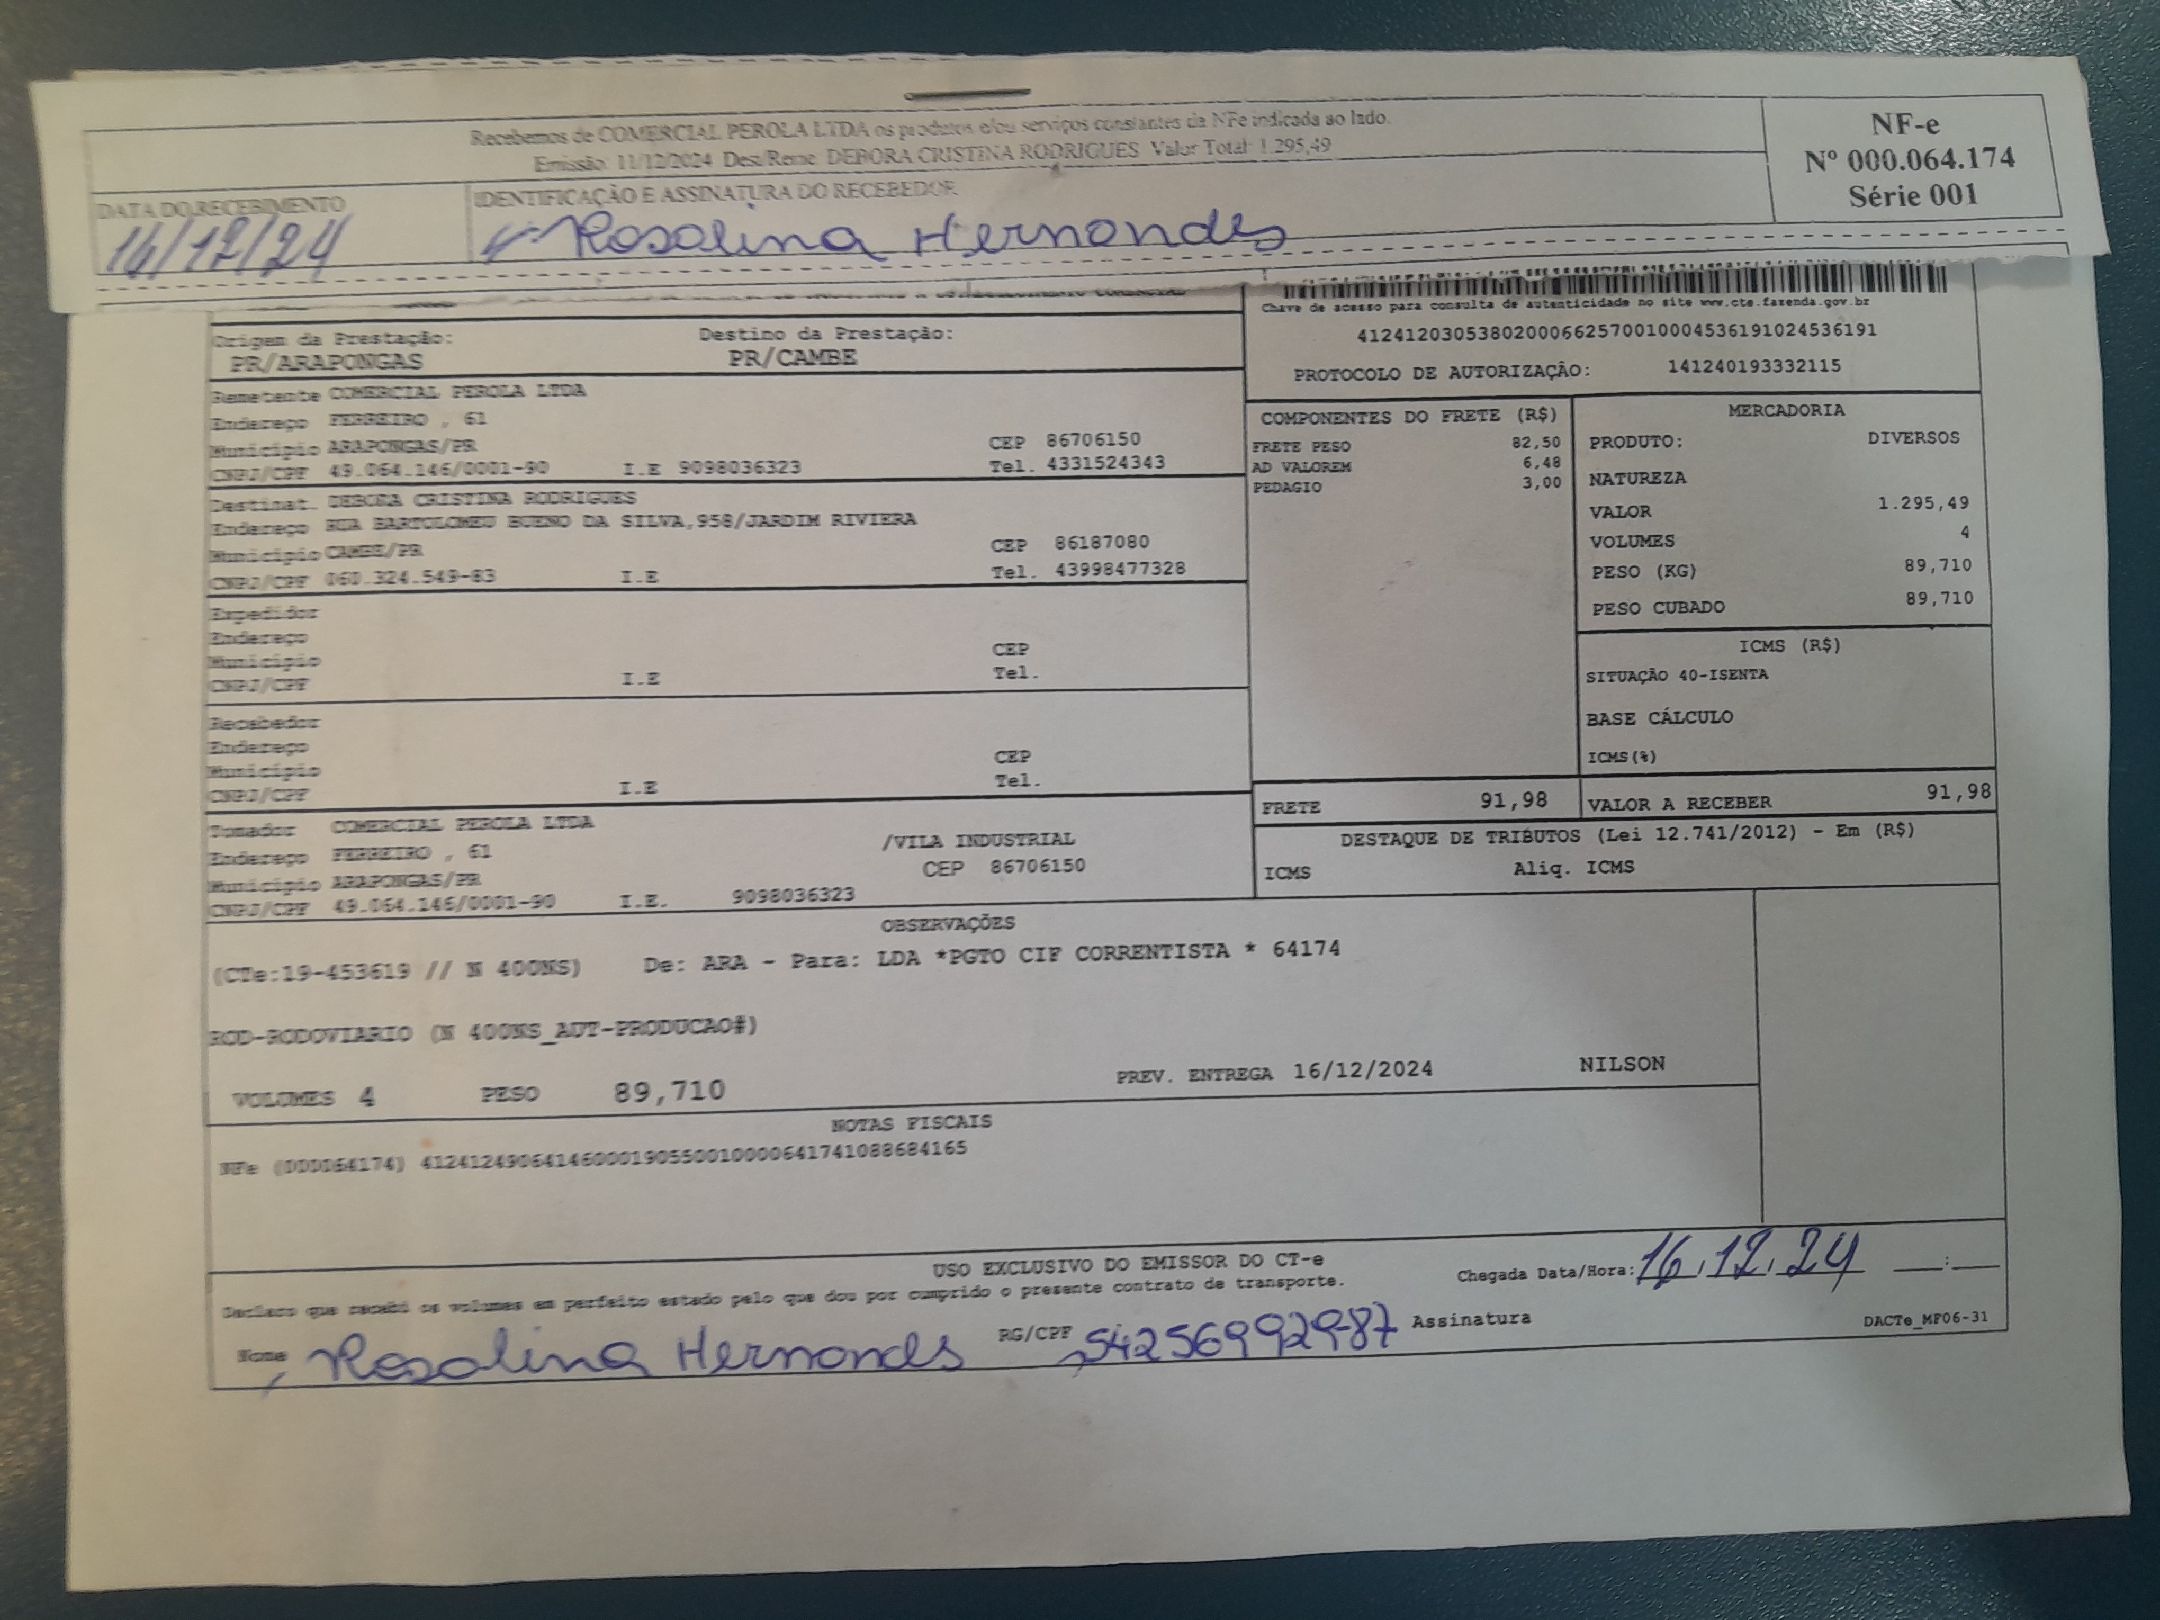 Recebemos de COMERCIAL PEROLA LTDA os produtos e/ou serviços constantes da NFe indicada ao lado.
Emissão: 11/12/2024 Dest/Reme: DEBORA CRISTINA RODRIGUES Valor Total: 1.295,49
NF-e
Nº 000.064.174
Série 001
DATA DO RECEBIMENTO
IDENTIFICAÇÃO E ASSINATURA DO RECEBEDOR
16/12/24
Rosalina Hernondes
Chave de acesso para consulta de autenticidade no site www.cte.fazenda.gov.br
41241203053802000662570010004536191024536191
PROTOCOLO DE AUTORIZAÇÃO: 141240193332115
Origem da Prestação: Destino da Prestação:
PR/ARAPONGAS PR/CAMBE
Remetente COMERCIAL PEROLA LTDA
Endereço FERREIRO , 61
Município ARAPONGAS/PR CEP 86706150
CNPJ/CPF 49.064.146/0001-90 I.E 9098036323 Tel. 4331524343
Destinat. DEBORA CRISTINA RODRIGUES
Endereço RUA BARTOLOMEU BUENO DA SILVA,958/JARDIM RIVIERA
Município CAMBE/PR CEP 86187080
CNPJ/CPF 060.324.549-83 I.E Tel. 43998477328
Expedidor
Endereço
Município CEP
CNPJ/CPF I.E Tel.
Recebedor
Endereço
Município CEP
CNPJ/CPF I.E Tel.
Tomador COMERCIAL PEROLA LTDA
Endereço FERREIRO , 61 /VILA INDUSTRIAL
Município ARAPONGAS/PR CEP 86706150
CNPJ/CPF 49.064.146/0001-90 I.E. 9098036323
COMPONENTES DO FRETE (R$)
FRETE PESO 82,50
AD VALOREM 6,48
PEDAGIO 3,00
MERCADORIA
PRODUTO: DIVERSOS
NATUREZA
VALOR 1.295,49
VOLUMES 4
PESO (KG) 89,710
PESO CUBADO 89,710
ICMS (R$)
SITUAÇÃO 40-ISENTA
BASE CÁLCULO
ICMS(%)
FRETE 91,98 VALOR A RECEBER 91,98
DESTAQUE DE TRIBUTOS (Lei 12.741/2012) - Em (R$)
ICMS Aliq. ICMS
OBSERVAÇÕES
(CTe:19-453619 // N 400NS) De: ARA - Para: LDA *PGTO CIF CORRENTISTA * 64174
ROD-RODOVIARIO (N 400NS_AUT-PRODUCAO#)
VOLUMES 4 PESO 89,710 PREV. ENTREGA 16/12/2024 NILSON
NOTAS FISCAIS
NFe (000064174) 41241249064146000190550010000641741088684165
USO EXCLUSIVO DO EMISSOR DO CT-e
Declaro que recebi os volumes em perfeito estado pelo que dou por cumprido o presente contrato de transporte.
Chegada Data/Hora: 16.12.24 ___:___
Nome Rosalina Hernondes RG/CPF 542569929-87 Assinatura
DACTe_MF06-31